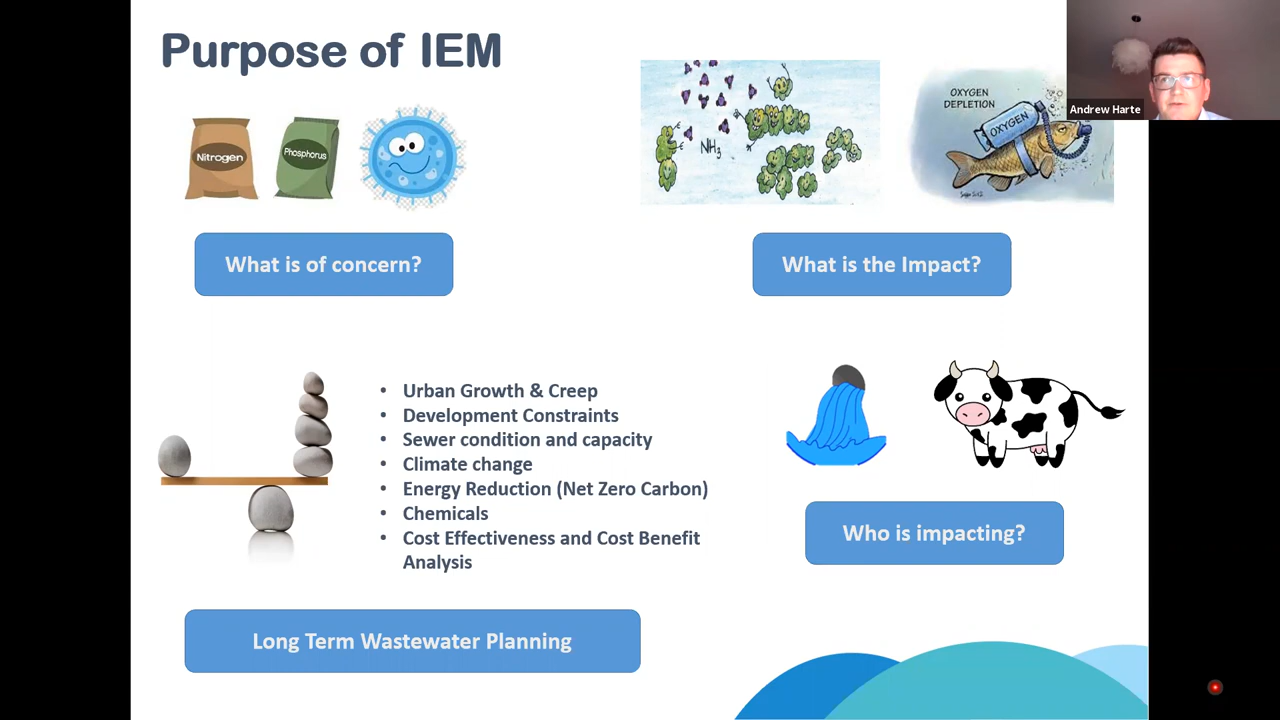 Purpose of IEM
Nitrogen
Phosphorus
NH3
OXYGEN
DEPLETION
OXYGEN
Andrew Harte
What is of concern?
What is the Impact?
• Urban Growth & Creep
• Development Constraints
• Sewer condition and capacity
• Climate change
• Energy Reduction (Net Zero Carbon)
• Chemicals
• Cost Effectiveness and Cost Benefit
Analysis
Who is impacting?
Long Term Wastewater Planning